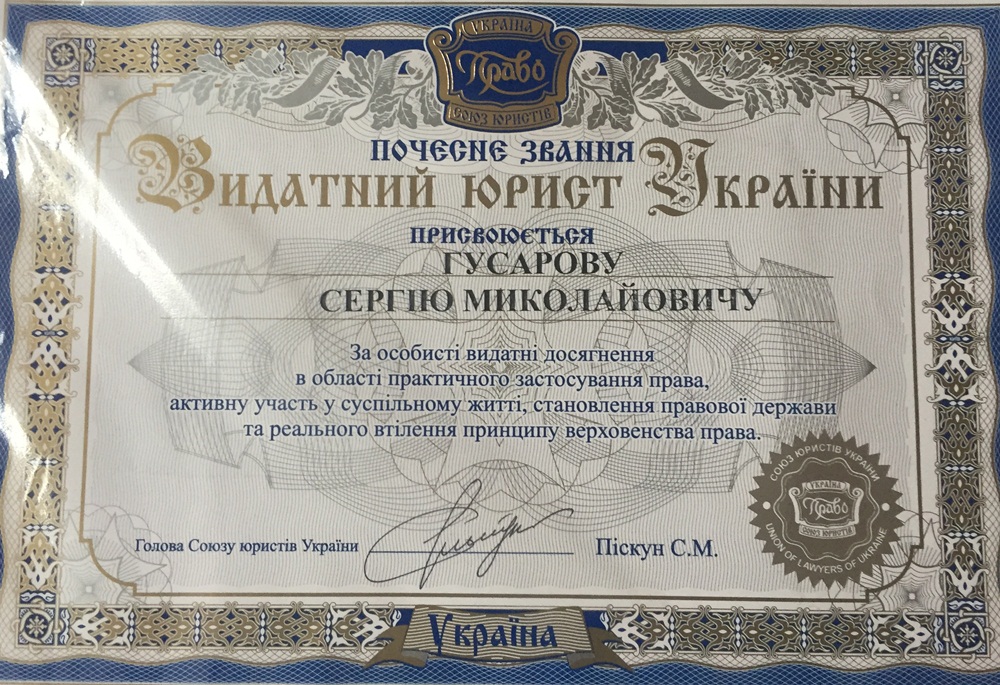 УКРАЇНА
Право
СОЮЗ ЮРИСТІВ
ПОЧЕСНЕ ЗВАННЯ
ВИДАТНИЙ ЮРИСТ УКРАЇНИ
ПРИСВОЮЄТЬСЯ
ГУСАРОВУ
СЕРГІЮ МИКОЛАЙОВИЧУ
За особисті видатні досягнення
в області практичного застосування права,
активну участь у суспільному житті, становлення правової держави
та реального втілення принципу верховенства права.
СОЮЗ ЮРИСТІВ УКРАЇНИ
УКРАЇНА
Право
СОЮЗ ЮРИСТІВ
UNION OF LAWYERS OF UKRAINE
Голова Союзу юристів України
Піскун С.М.
Україна